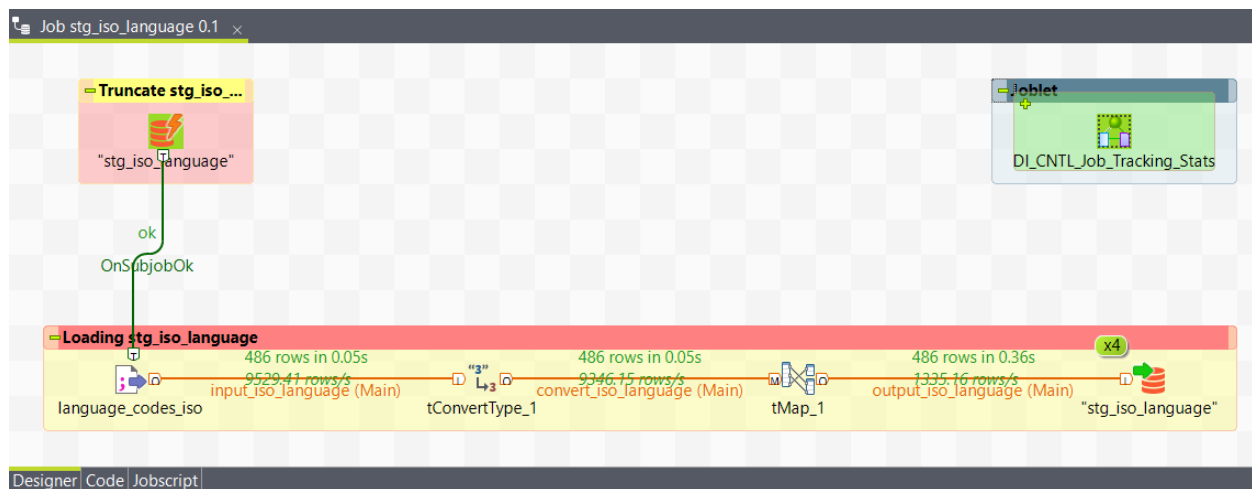 Job stg_iso_language 0.1
Truncate stg_iso_...
"stg_iso_language"
Joblet
DI_CNTL_Job_Tracking_Stats
ok
OnSubjobOk
Loading stg_iso_language
x4
486 rows in 0.05s
486 rows in 0.05s
486 rows in 0.36s
9529.41 rows/s
9346.15 rows/s
1335.16 rows/s
input_iso_language (Main)
convert_iso_language (Main)
output_iso_language (Main)
language_codes_iso
tConvertType_1
tMap_1
"stg_iso_language"
Designer Code Jobscript